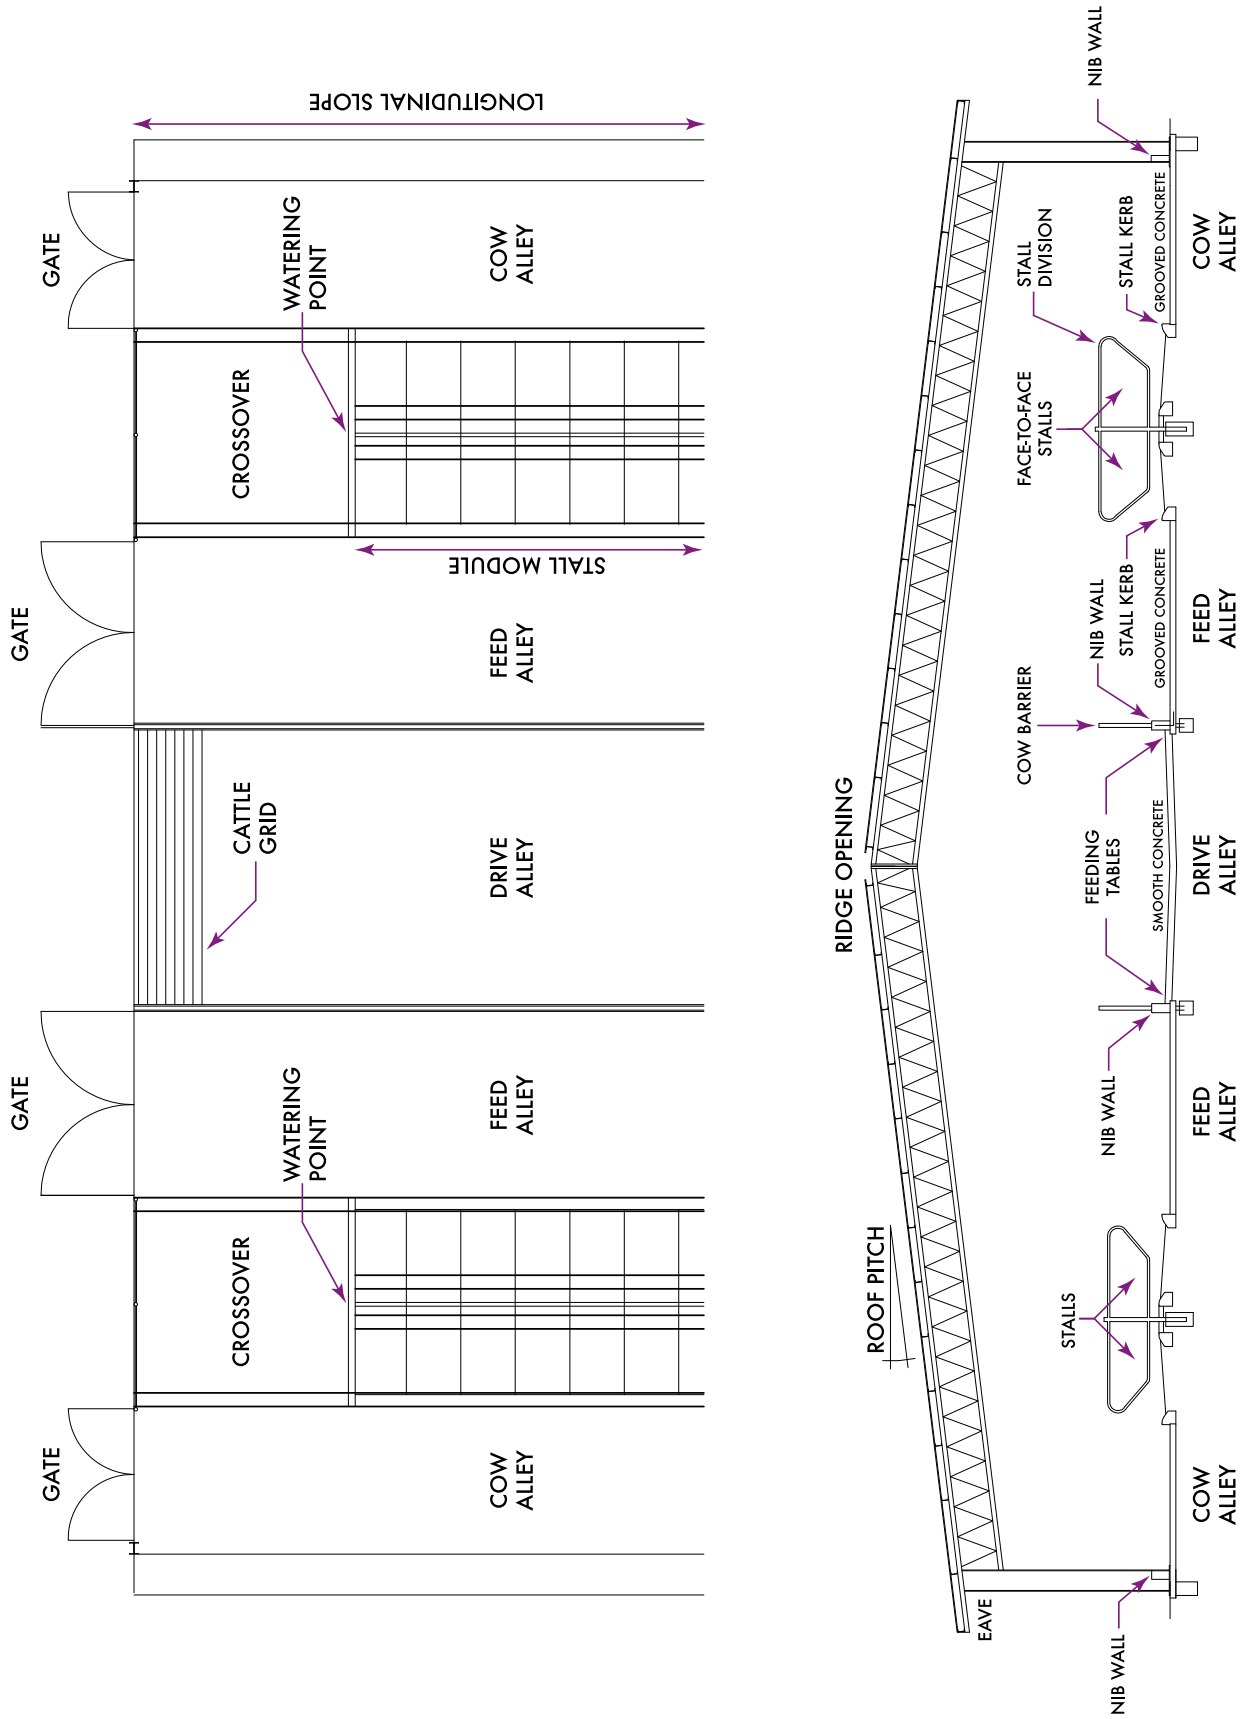 GATE
GATE
GATE
GATE
CROSSOVER
WATERING
POINT
CATTLE
GRID
CROSSOVER
WATERING
POINT
LONGITUDINAL SLOPE
STALL MODULE
COW
ALLEY
FEED
ALLEY
DRIVE
ALLEY
FEED
ALLEY
COW
ALLEY
RIDGE OPENING
ROOF PITCH
EAVE
STALLS
NIB WALL
NIB WALL
FEEDING
TABLES
COW BARRIER
NIB WALL
STALL KERB
FACE-TO-FACE
STALLS
STALL
DIVISION
STALL KERB
NIB WALL
SMOOTH CONCRETE
GROOVED CONCRETE
GROOVED CONCRETE
COW
ALLEY
FEED
ALLEY
DRIVE
ALLEY
FEED
ALLEY
COW
ALLEY